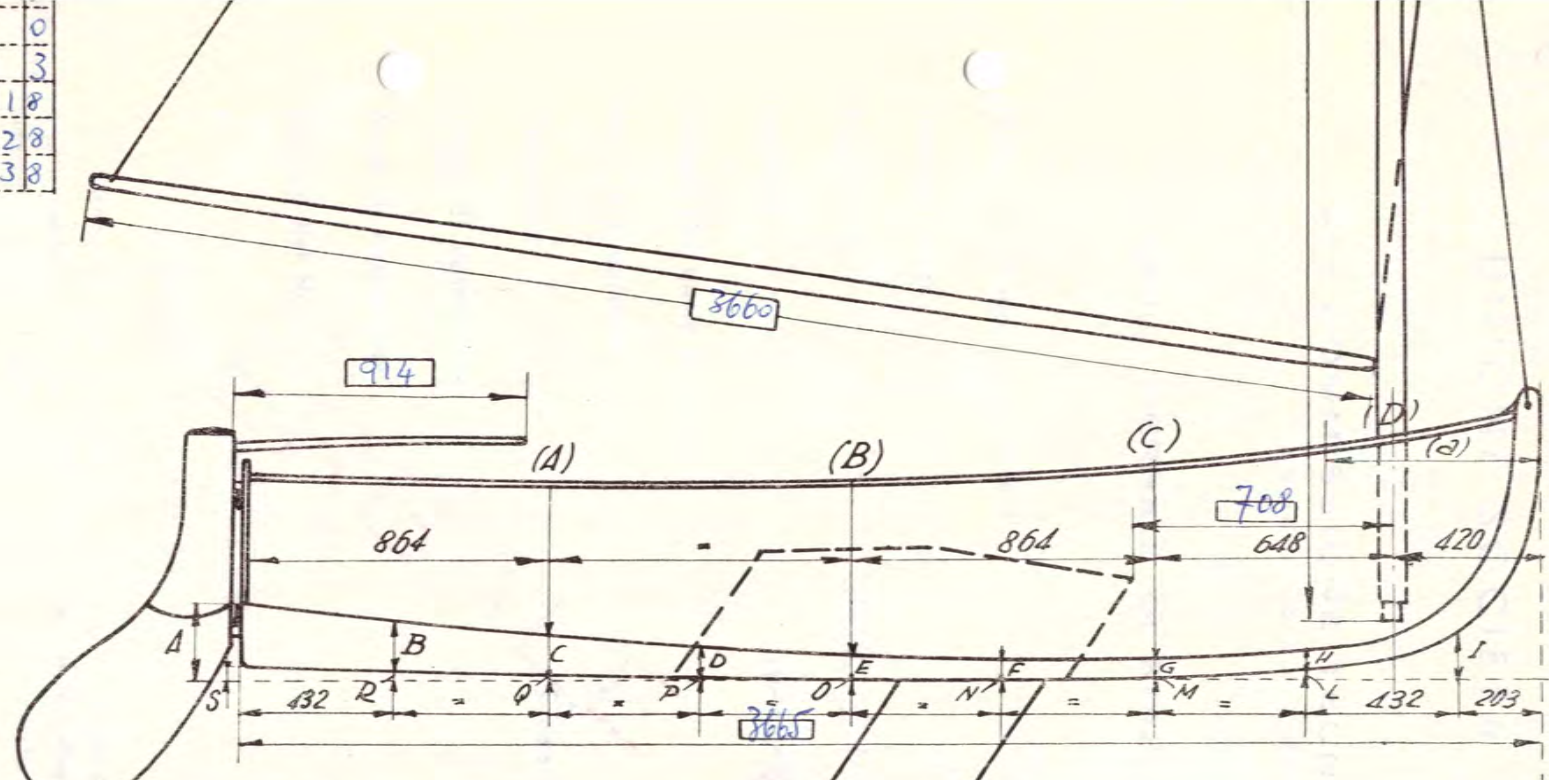 0
3
1 8
2 8
3 8
3660
914
(A) (B) (C) (D)
(a)
708
864 = 864 648 420
A B C D E F G H I
S R Q P O N M L
432 = = = = = = = 432 203
3665